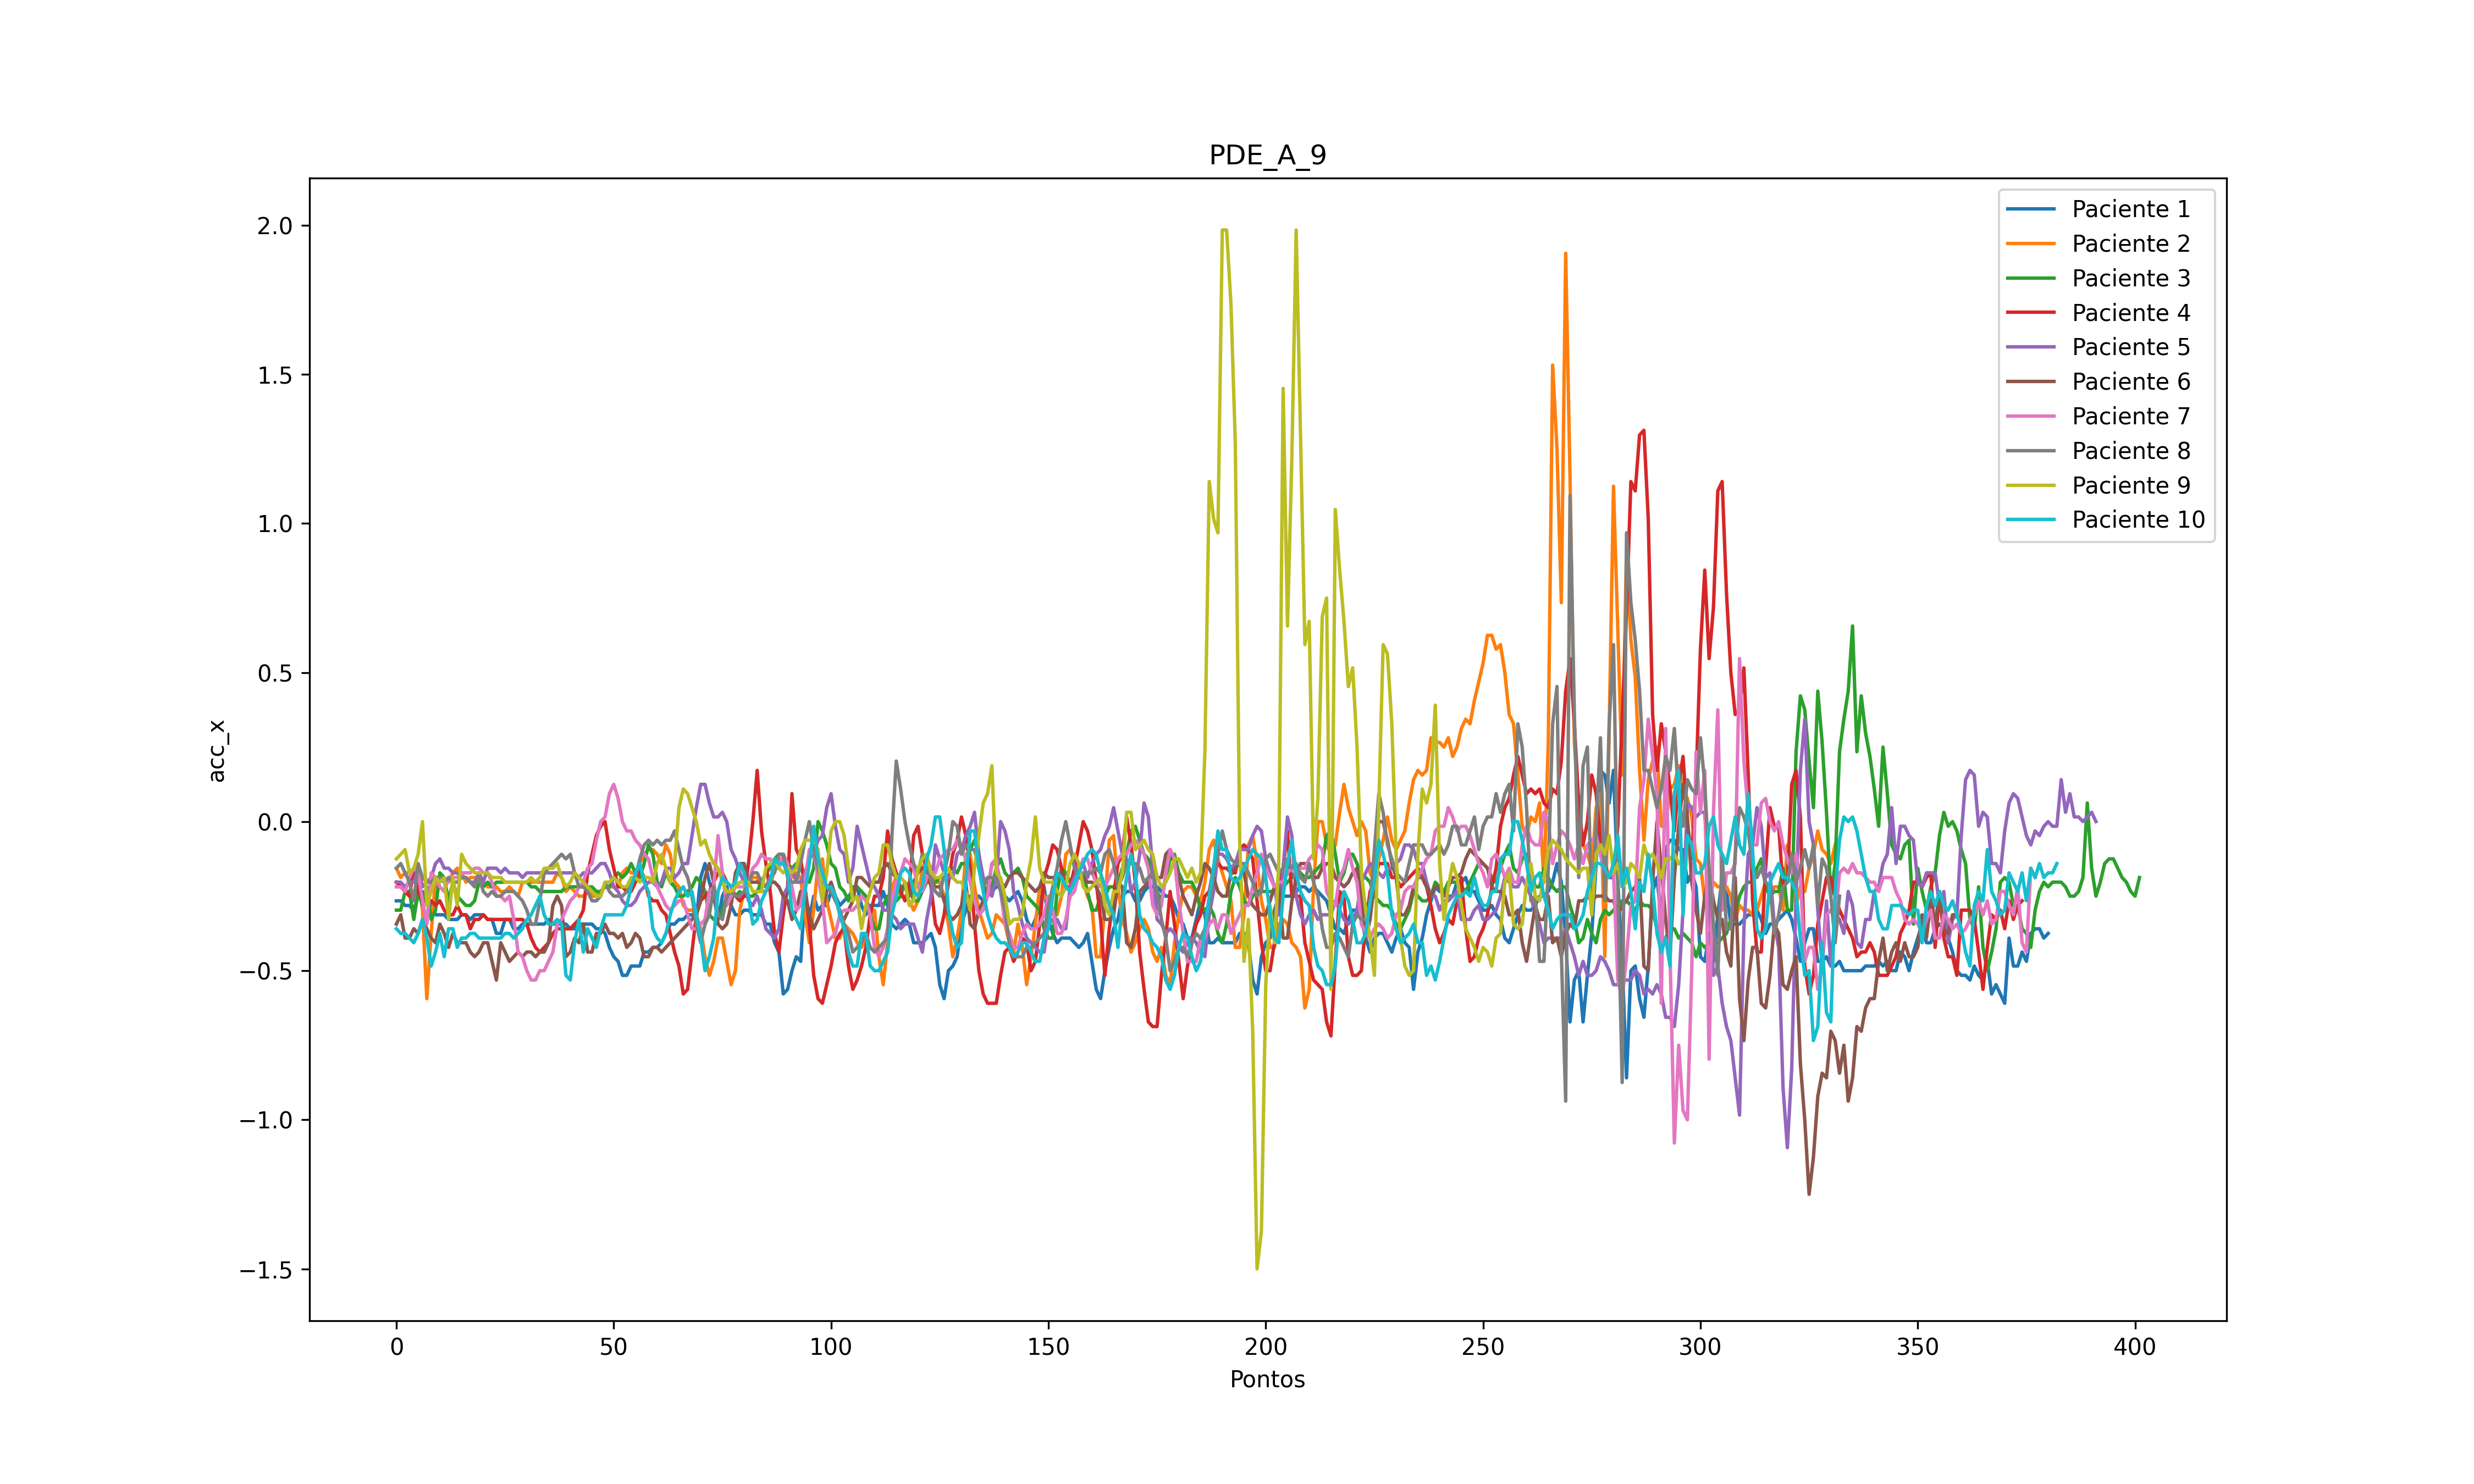 PDE_A_9
2.0
1.5
1.0
0.5
0.0
−0.5
−1.0
−1.5
acc_x
0 50 100 150 200 250 300 350 400
Pontos
Paciente 1
Paciente 2
Paciente 3
Paciente 4
Paciente 5
Paciente 6
Paciente 7
Paciente 8
Paciente 9
Paciente 10